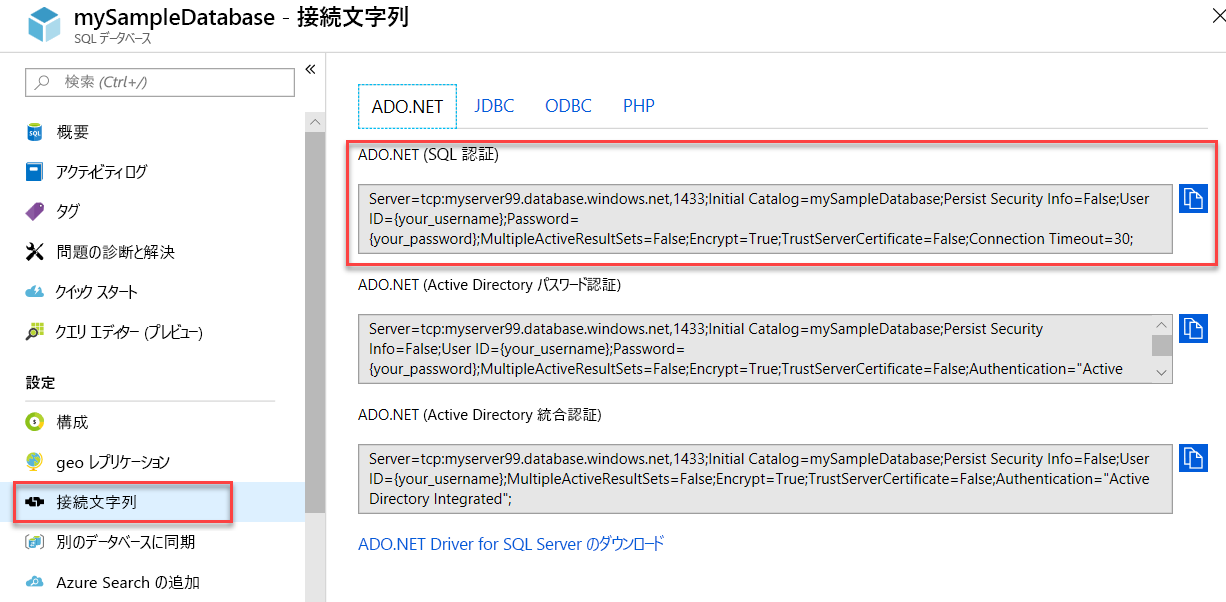 mySampleDatabase - 接続文字列
SQL データベース
検索 (Ctrl+/)
概要
アクティビティ ログ
タグ
問題の診断と解決
クイック スタート
クエリ エディター (プレビュー)
設定
構成
geo レプリケーション
接続文字列
別のデータベースに同期
Azure Search の追加
ADO.NET JDBC ODBC PHP
ADO.NET (SQL 認証)
Server=tcp:myserver99.database.windows.net,1433;Initial Catalog=mySampleDatabase;Persist Security Info=False;User
ID={your_username};Password=
{your_password};MultipleActiveResultSets=False;Encrypt=True;TrustServerCertificate=False;Connection Timeout=30;
ADO.NET (Active Directory パスワード認証)
Server=tcp:myserver99.database.windows.net,1433;Initial Catalog=mySampleDatabase;Persist Security
Info=False;User ID={your_username};Password=
{your_password};MultipleActiveResultSets=False;Encrypt=True;TrustServerCertificate=False;Authentication="Active
ADO.NET (Active Directory 統合認証)
Server=tcp:myserver99.database.windows.net,1433;Initial Catalog=mySampleDatabase;Persist Security Info=False;User
ID={your_username};MultipleActiveResultSets=False;Encrypt=True;TrustServerCertificate=False;Authentication="Active
Directory Integrated";
ADO.NET Driver for SQL Server のダウンロード